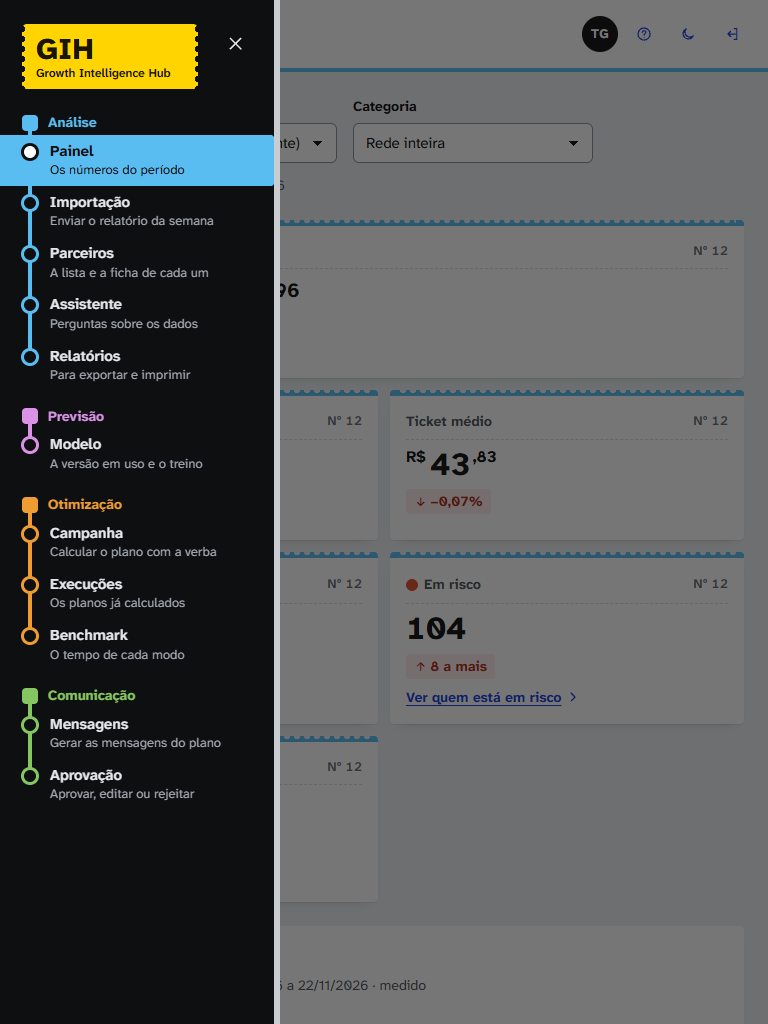 GIH
Growth Intelligence Hub
Análise
Painel
Os números do período
Importação
Enviar o relatório da semana
Parceiros
A lista e a ficha de cada um
Assistente
Perguntas sobre os dados
Relatórios
Para exportar e imprimir
Previsão
Modelo
A versão em uso e o treino
Otimização
Campanha
Calcular o plano com a verba
Execuções
Os planos já calculados
Benchmark
O tempo de cada modo
Comunicação
Mensagens
Gerar as mensagens do plano
Aprovação
Aprovar, editar ou rejeitar
TG
Categoria
Rede inteira
Nº 12
96
Nº 12
Ticket médio
Nº 12
R$ 43,83
↓ −0,07%
Nº 12
Em risco
Nº 12
104
↑ 8 a mais
Ver quem está em risco
Nº 12
a 22/11/2026 · medido